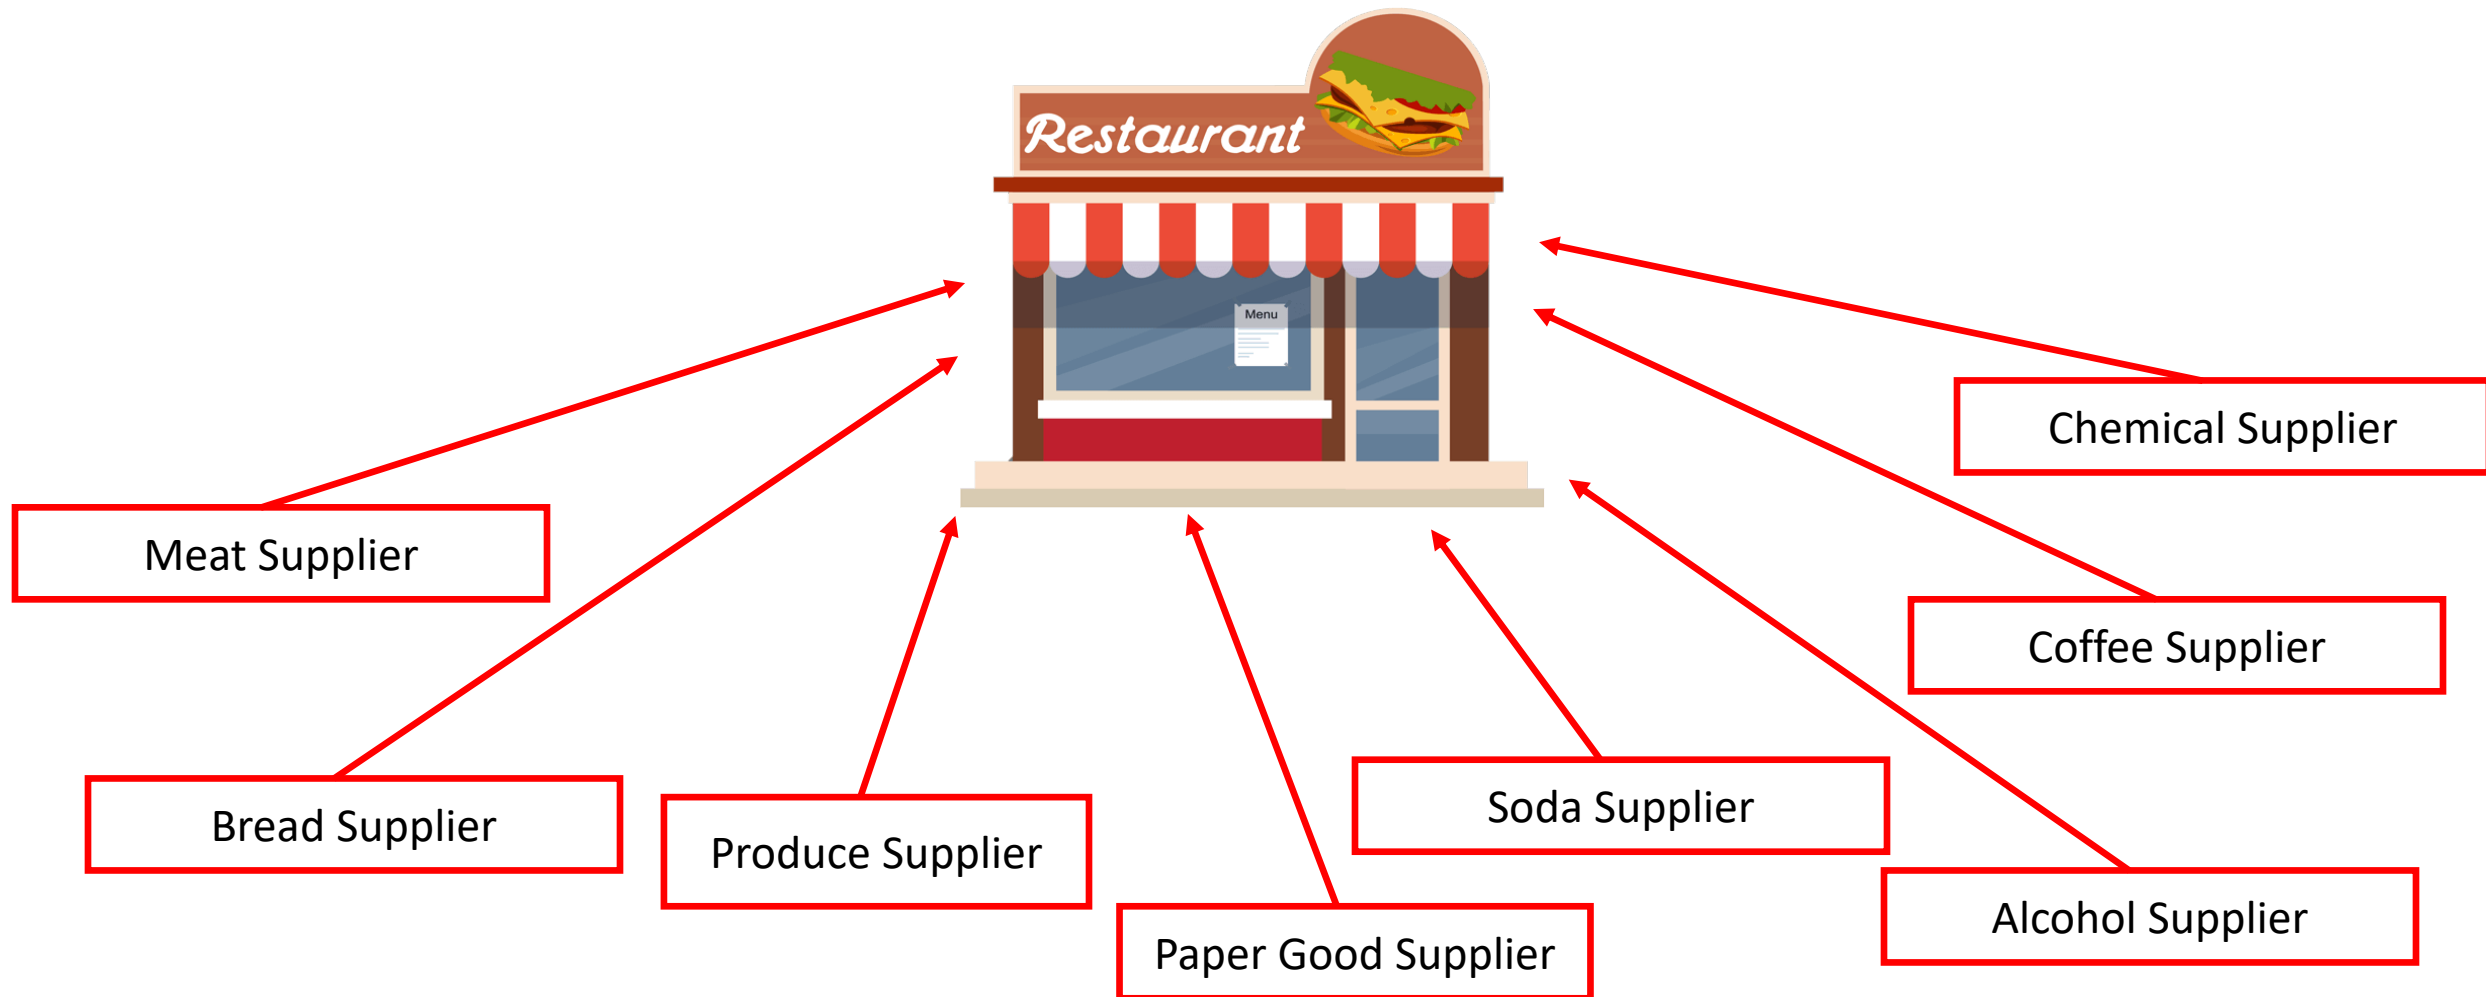 Restaurant
Menu
Chemical Supplier
Meat Supplier
Coffee Supplier
Soda Supplier
Bread Supplier
Produce Supplier
Alcohol Supplier
Paper Good Supplier